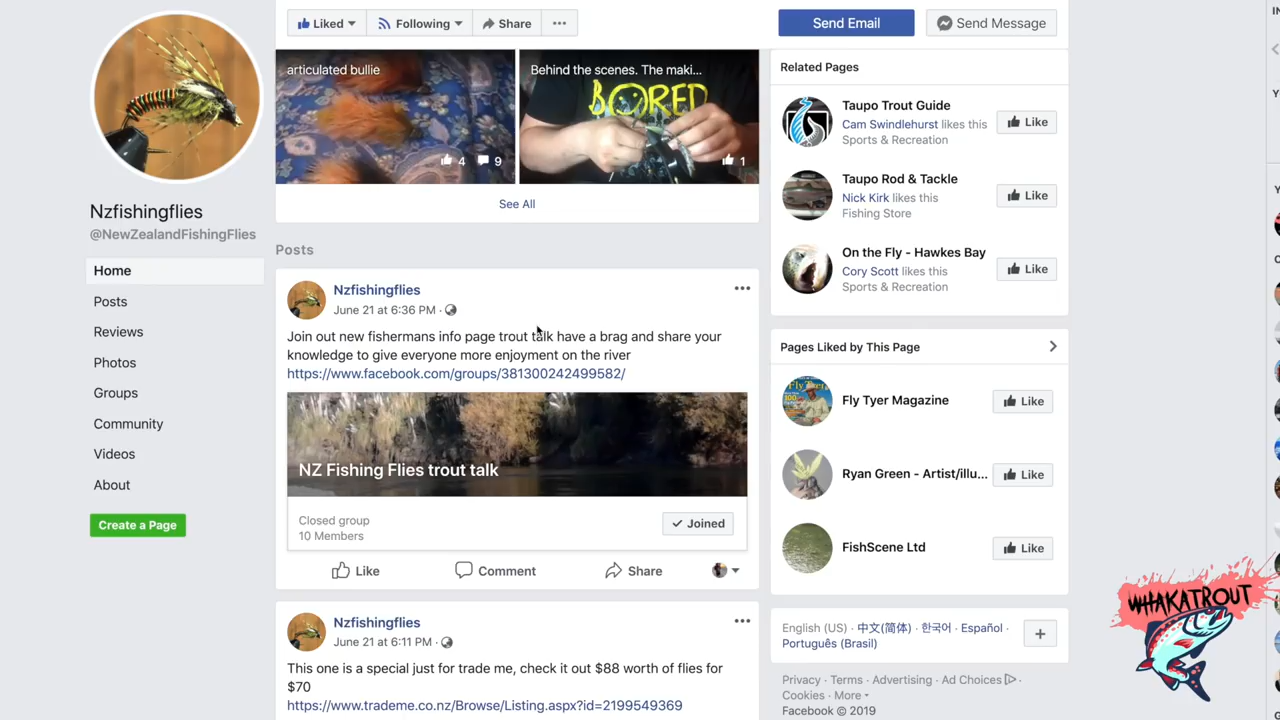 Liked
Following
Share
Send Email
Send Message
articulated bullie
4
9
Behind the scenes. The maki...
BORED
1
See All
Nzfishingflies
@NewZealandFishingFlies
Home
Posts
Reviews
Photos
Groups
Community
Videos
About
Create a Page
Posts
Nzfishingflies
June 21 at 6:36 PM ·
Join out new fishermans info page trout talk have a brag and share your
knowledge to give everyone more enjoyment on the river
https://www.facebook.com/groups/381300242499582/
NZ Fishing Flies trout talk
Closed group
10 Members
Joined
Like
Comment
Share
Nzfishingflies
June 21 at 6:11 PM ·
This one is a special just for trade me, check it out $88 worth of flies for
$70
https://www.trademe.co.nz/Browse/Listing.aspx?id=2199549369
Related Pages
Taupo Trout Guide
Cam Swindlehurst likes this
Sports & Recreation
Like
Taupo Rod & Tackle
Nick Kirk likes this
Fishing Store
Like
On the Fly - Hawkes Bay
Cory Scott likes this
Sports & Recreation
Like
Pages Liked by This Page
Fly Tyer Magazine
Like
Ryan Green - Artist/illu...
Like
FishScene Ltd
Like
English (US) · 中文(简体) · 한국어 · Español ·
Português (Brasil)
Privacy · Terms · Advertising · Ad Choices ·
Cookies · More
Facebook © 2019
WHAKATROUT